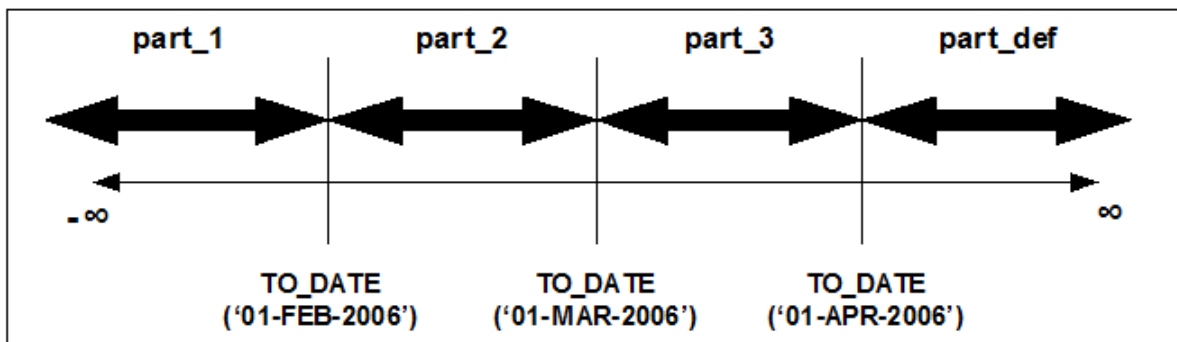 part_1 part_2 part_3 part_def
-∞ ∞
TO_DATE TO_DATE TO_DATE
(‘01-FEB-2006’) (‘01-MAR-2006’) (‘01-APR-2006’)